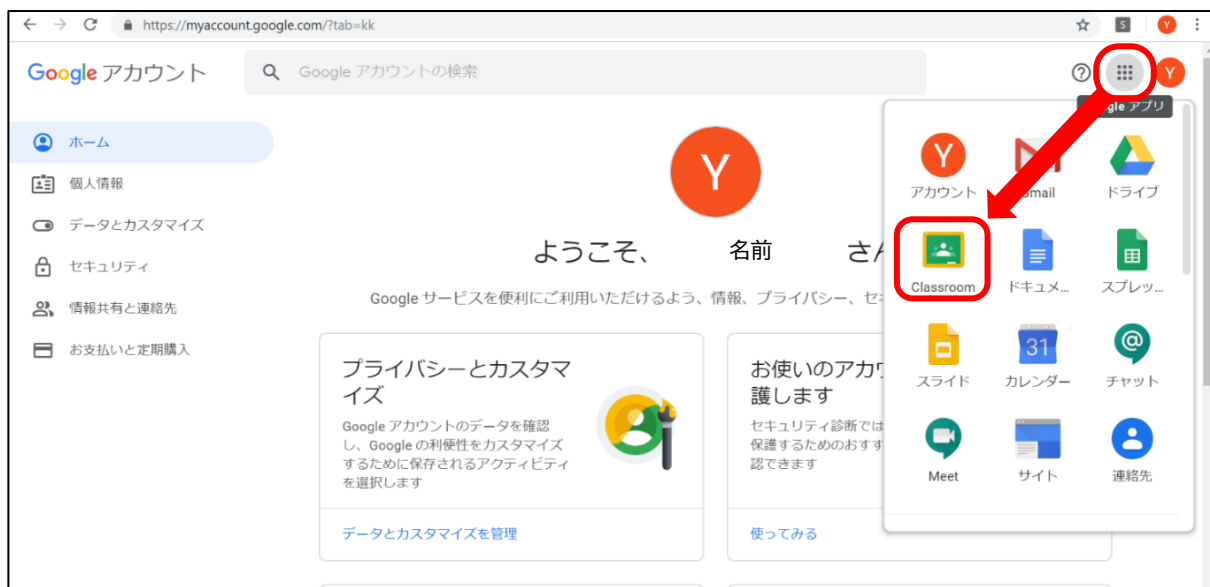 https://myaccount.google.com/?tab=kk
S
Y
Google アカウント
Google アカウントの検索
Y
gle アプリ
ホーム
個人情報
データとカスタマイズ
セキュリティ
情報共有と連絡先
お支払いと定期購入
Y
ようこそ、 名前 さん
Google サービスを便利にご利用いただけるよう、情報、プライバシー、セ
プライバシーとカスタマ
イズ
Google アカウントのデータを確認
し、Google の利便性をカスタマイズ
するために保存されるアクティビティ
を選択します
データとカスタマイズを管理
お使いのアカウ
護します
セキュリティ診断では
保護するためのおすす
認できます
使ってみる
Y
アカウント
Gmail
ドライブ
Classroom
ドキュメ...
スプレッ...
スライド
31
カレンダー
チャット
Meet
サイト
連絡先